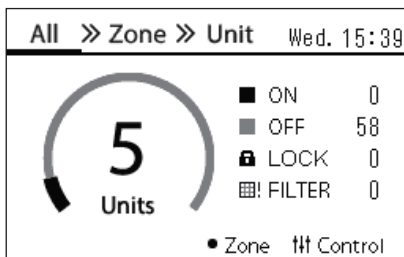 All » Zone » Unit Wed. 15:39
5
Units
ON 0
OFF 58
LOCK 0
! FILTER 0
• Zone Control